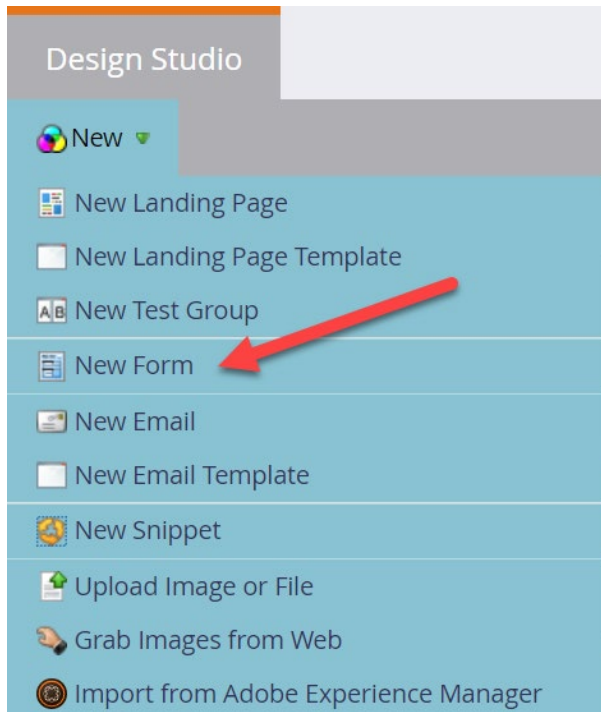 Design Studio
New
New Landing Page
New Landing Page Template
AB New Test Group
New Form
New Email
New Email Template
New Snippet
Upload Image or File
Grab Images from Web
Import from Adobe Experience Manager